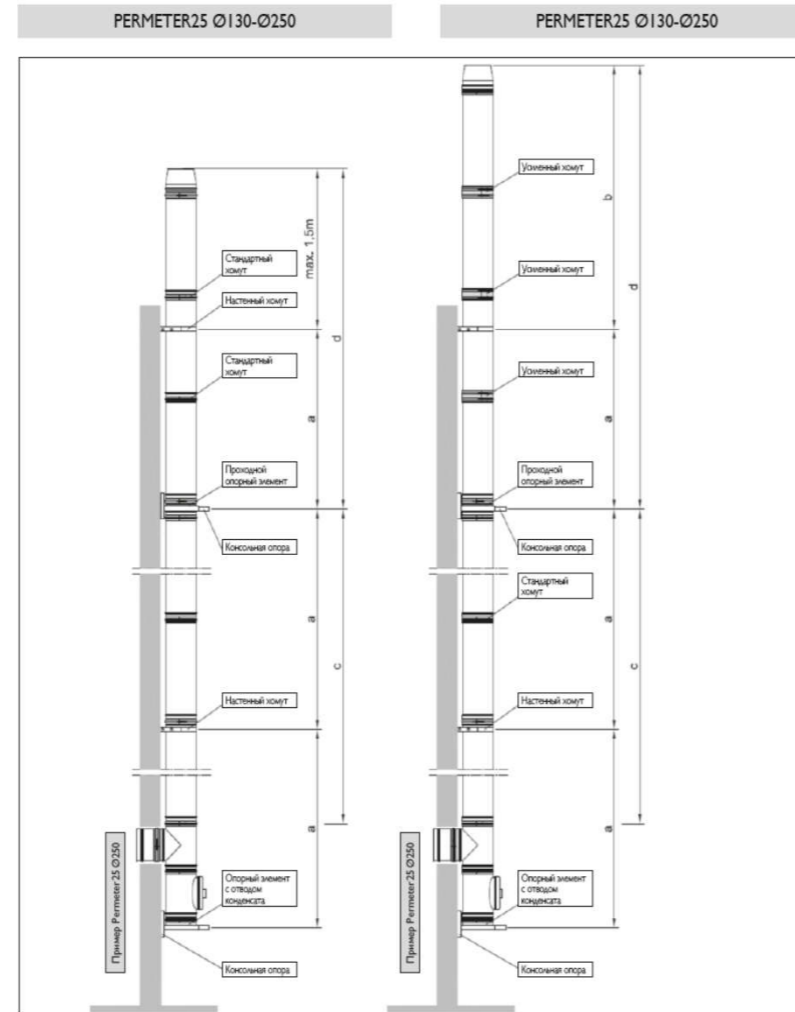 PERMETER25 Ø130-Ø250
PERMETER25 Ø130-Ø250
max. 1,5m
Стандартный
хомут
Настенный хомут
d
Стандартный
хомут
a
Проходной
опорный элемент
Консольная опора
a
c
Настенный хомут
a
Пример Permeter25 Ø250
Опорный элемент
с отводом
конденсата
Консольная опора
Усиленный хомут
b
d
Усиленный хомут
Усиленный хомут
a
Проходной
опорный элемент
Консольная опора
Стандартный
хомут
a
c
Настенный хомут
a
Пример Permeter25 Ø250
Опорный элемент
с отводом
конденсата
Консольная опора